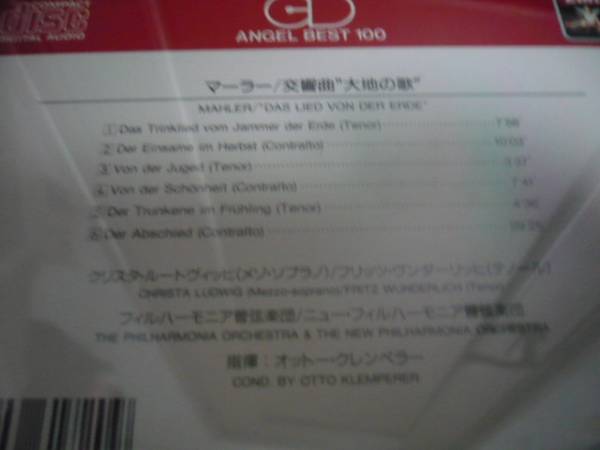 COMPACT
disc
DIGITAL AUDIO
CD
ANGEL BEST 100
マーラー/交響曲"大地の歌"
MAHLER/"DAS LIED VON DER ERDE"
① Das Trinklied vom Jammer der Erde (Tenor)
② Der Einsame im Herbst (Contralto) 10:03
③ Von der Juged (Tenor)
④ Von der Schönheit (Contralto) 7:41
⑤ Der Trunkene im Frühling (Tenor)
⑥ Der Abschied (Contralto)
クリスタ・ルートヴィッヒ(メゾ・ソプラノ)/フリッツ・ヴンダーリッヒ(テノール)
CHRISTA LUDWIG (Mezzo-soprano)/FRITZ WUNDERLICH (Tenor)
フィルハーモニア管弦楽団/ニュー・フィルハーモニア管弦楽団
THE PHILHARMONIA ORCHESTRA & THE NEW PHILHARMONIA ORCHESTRA
指揮:オットー・クレンペラー
COND. BY OTTO KLEMPERER